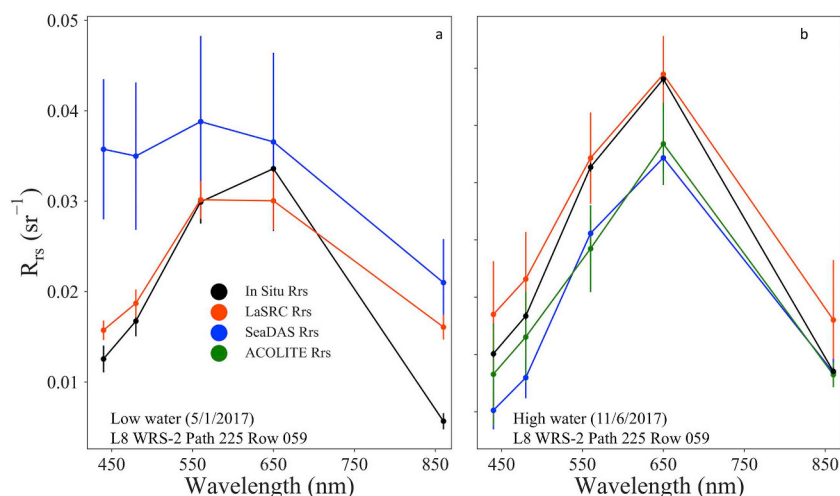 0.05
0.04
0.03
0.02
0.01
R_rs (sr⁻¹)
a
In Situ Rrs
LaSRC Rrs
SeaDAS Rrs
ACOLITE Rrs
Low water (5/1/2017)
L8 WRS-2 Path 225 Row 059
450 550 650 750 850
Wavelength (nm)
b
High water (11/6/2017)
L8 WRS-2 Path 225 Row 059
450 550 650 750 850
Wavelength (nm)